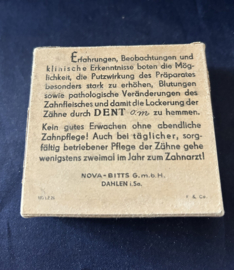 Erfahrungen, Beobachtungen und
klinische Erkenntnisse boten die Mög-
lichkeit, die Putzwirkung des Präparates
besonders stark zu erhöhen, Blutungen
sowie pathologische Veränderungen des
Zahnfleisches und damit die Lockerung der
Zähne durch DENT o.m zu hemmen.
Kein gutes Erwachen ohne abendliche
Zahnpflege! Auch bei täglicher, sorg-
fältig betriebener Pflege der Zähne gehe
wenigstens zweimal im Jahr zum Zahnarzt!
NOVA-BITTS G.m.b.H.
DAHLEN i.Sa.